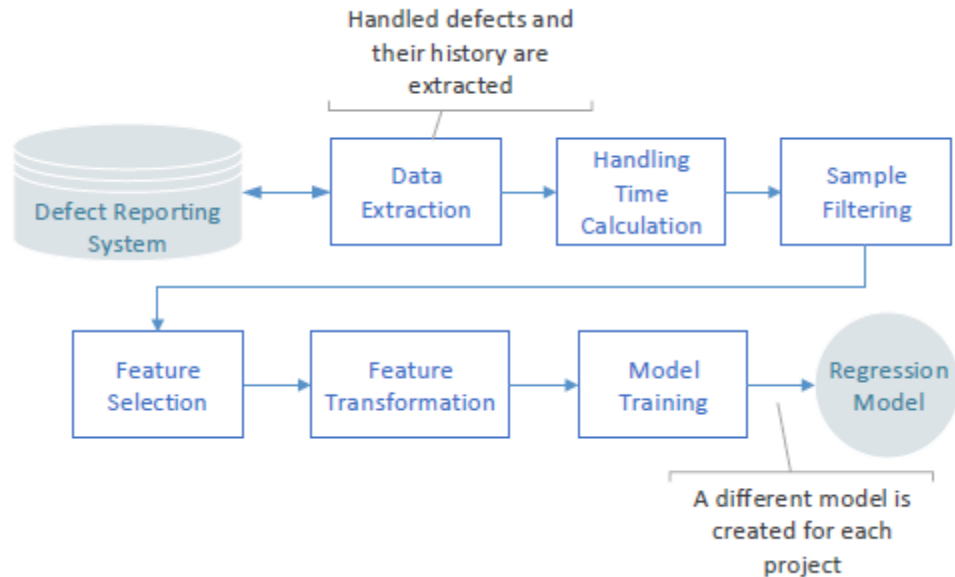 Handled defects and
their history are
extracted
Defect Reporting
System
Data
Extraction
Handling
Time
Calculation
Sample
Filtering
Feature
Selection
Feature
Transformation
Model
Training
Regression
Model
A different model is
created for each
project